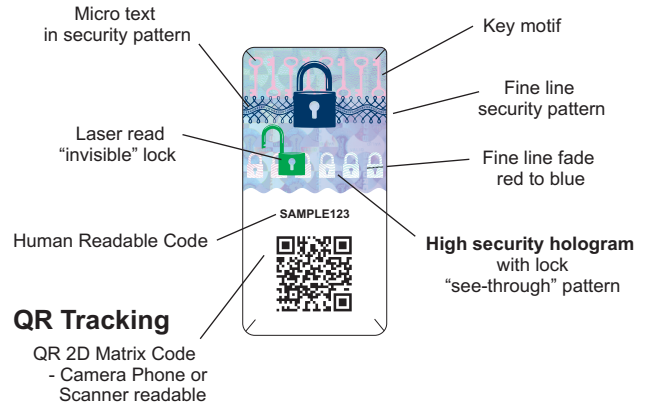 Micro text
in security pattern
Key motif
Fine line
security pattern
Laser read
“invisible” lock
Fine line fade
red to blue
SAMPLE123
Human Readable Code
High security hologram
with lock
“see-through” pattern
QR Tracking
QR 2D Matrix Code
- Camera Phone or
Scanner readable